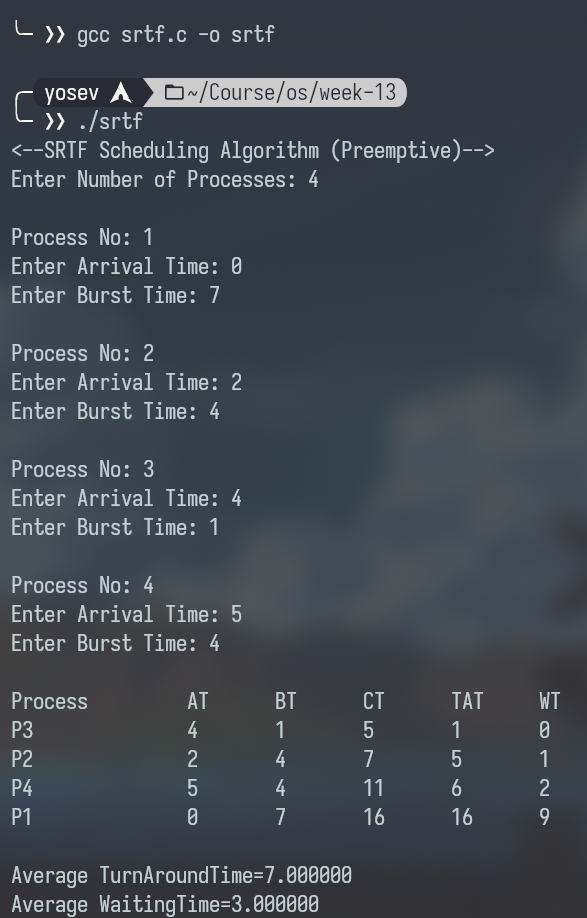 ❯❯ gcc srtf.c -o srtf
yosev ~/Course/os/week-13
❯❯ ./srtf
<--SRTF Scheduling Algorithm (Preemptive)-->
Enter Number of Processes: 4
Process No: 1
Enter Arrival Time: 0
Enter Burst Time: 7
Process No: 2
Enter Arrival Time: 2
Enter Burst Time: 4
Process No: 3
Enter Arrival Time: 4
Enter Burst Time: 1
Process No: 4
Enter Arrival Time: 5
Enter Burst Time: 4
Process AT BT CT TAT WT
P3 4 1 5 1 0
P2 2 4 7 5 1
P4 5 4 11 6 2
P1 0 7 16 16 9
Average TurnAroundTime=7.000000
Average WaitingTime=3.000000